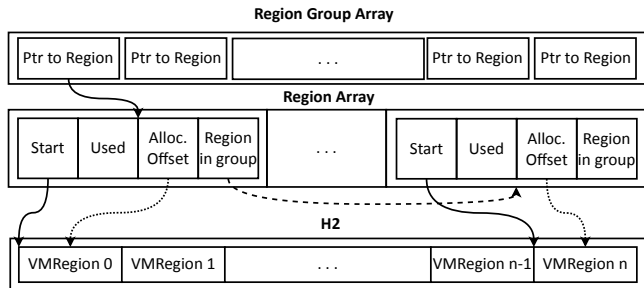 Region Group Array
Ptr to Region Ptr to Region . . . Ptr to Region Ptr to Region
Region Array
Start Used Alloc. Offset Region in group . . . Start Used Alloc. Offset Region in group
H2
VMRegion 0 VMRegion 1 . . . VMRegion n-1 VMRegion n